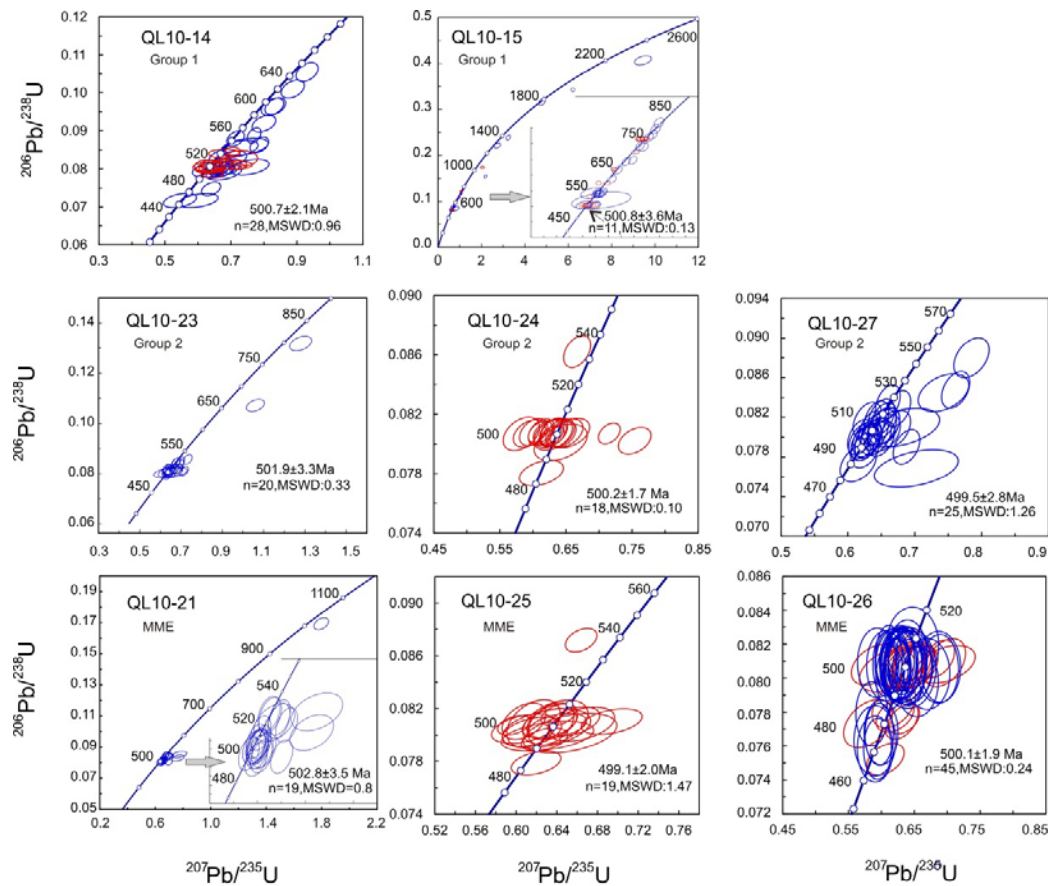 QL10-14
Group 1
0.12
0.11
0.10
0.09
0.08
0.07
0.06
640
600
560
520
480
440
500.7±2.1Ma
n=28,MSWD:0.96
0.3 0.5 0.7 0.9 1.1
206Pb/238U
QL10-15
Group 1
0.5
0.4
0.3
0.2
0.1
0.0
2600
2200
1800
1400
1000
600
850
750
650
550
450
500.8±3.6Ma
n=11,MSWD:0.13
0 2 4 6 8 10 12
QL10-23
Group 2
0.14
0.12
0.10
0.08
0.06
850
750
650
550
450
501.9±3.3Ma
n=20,MSWD:0.33
0.3 0.5 0.7 0.9 1.1 1.3 1.5
206Pb/238U
QL10-24
Group 2
0.090
0.086
0.082
0.078
0.074
540
520
500
480
500.2±1.7 Ma
n=18,MSWD:0.10
0.45 0.55 0.65 0.75 0.85
QL10-27
Group 2
0.094
0.090
0.086
0.082
0.078
0.074
0.070
570
550
530
510
490
470
499.5±2.8Ma
n=25,MSWD:1.26
0.5 0.6 0.7 0.8 0.9
QL10-21
MME
0.19
0.17
0.15
0.13
0.11
0.09
0.07
0.05
1100
900
700
500
540
520
500
480
502.8±3.5 Ma
n=19,MSWD=0.8
0.2 0.6 1.0 1.4 1.8 2.2
206Pb/238U
207Pb/235U
QL10-25
MME
0.090
0.086
0.082
0.078
0.074
560
540
520
500
480
499.1±2.0Ma
n=19,MSWD:1.47
0.52 0.56 0.60 0.64 0.68 0.72 0.76
207Pb/235U
QL10-26
MME
0.086
0.084
0.082
0.080
0.078
0.076
0.074
0.072
520
500
480
460
500.1±1.9 Ma
n=45,MSWD:0.24
0.45 0.55 0.65 0.75 0.85
207Pb/235U